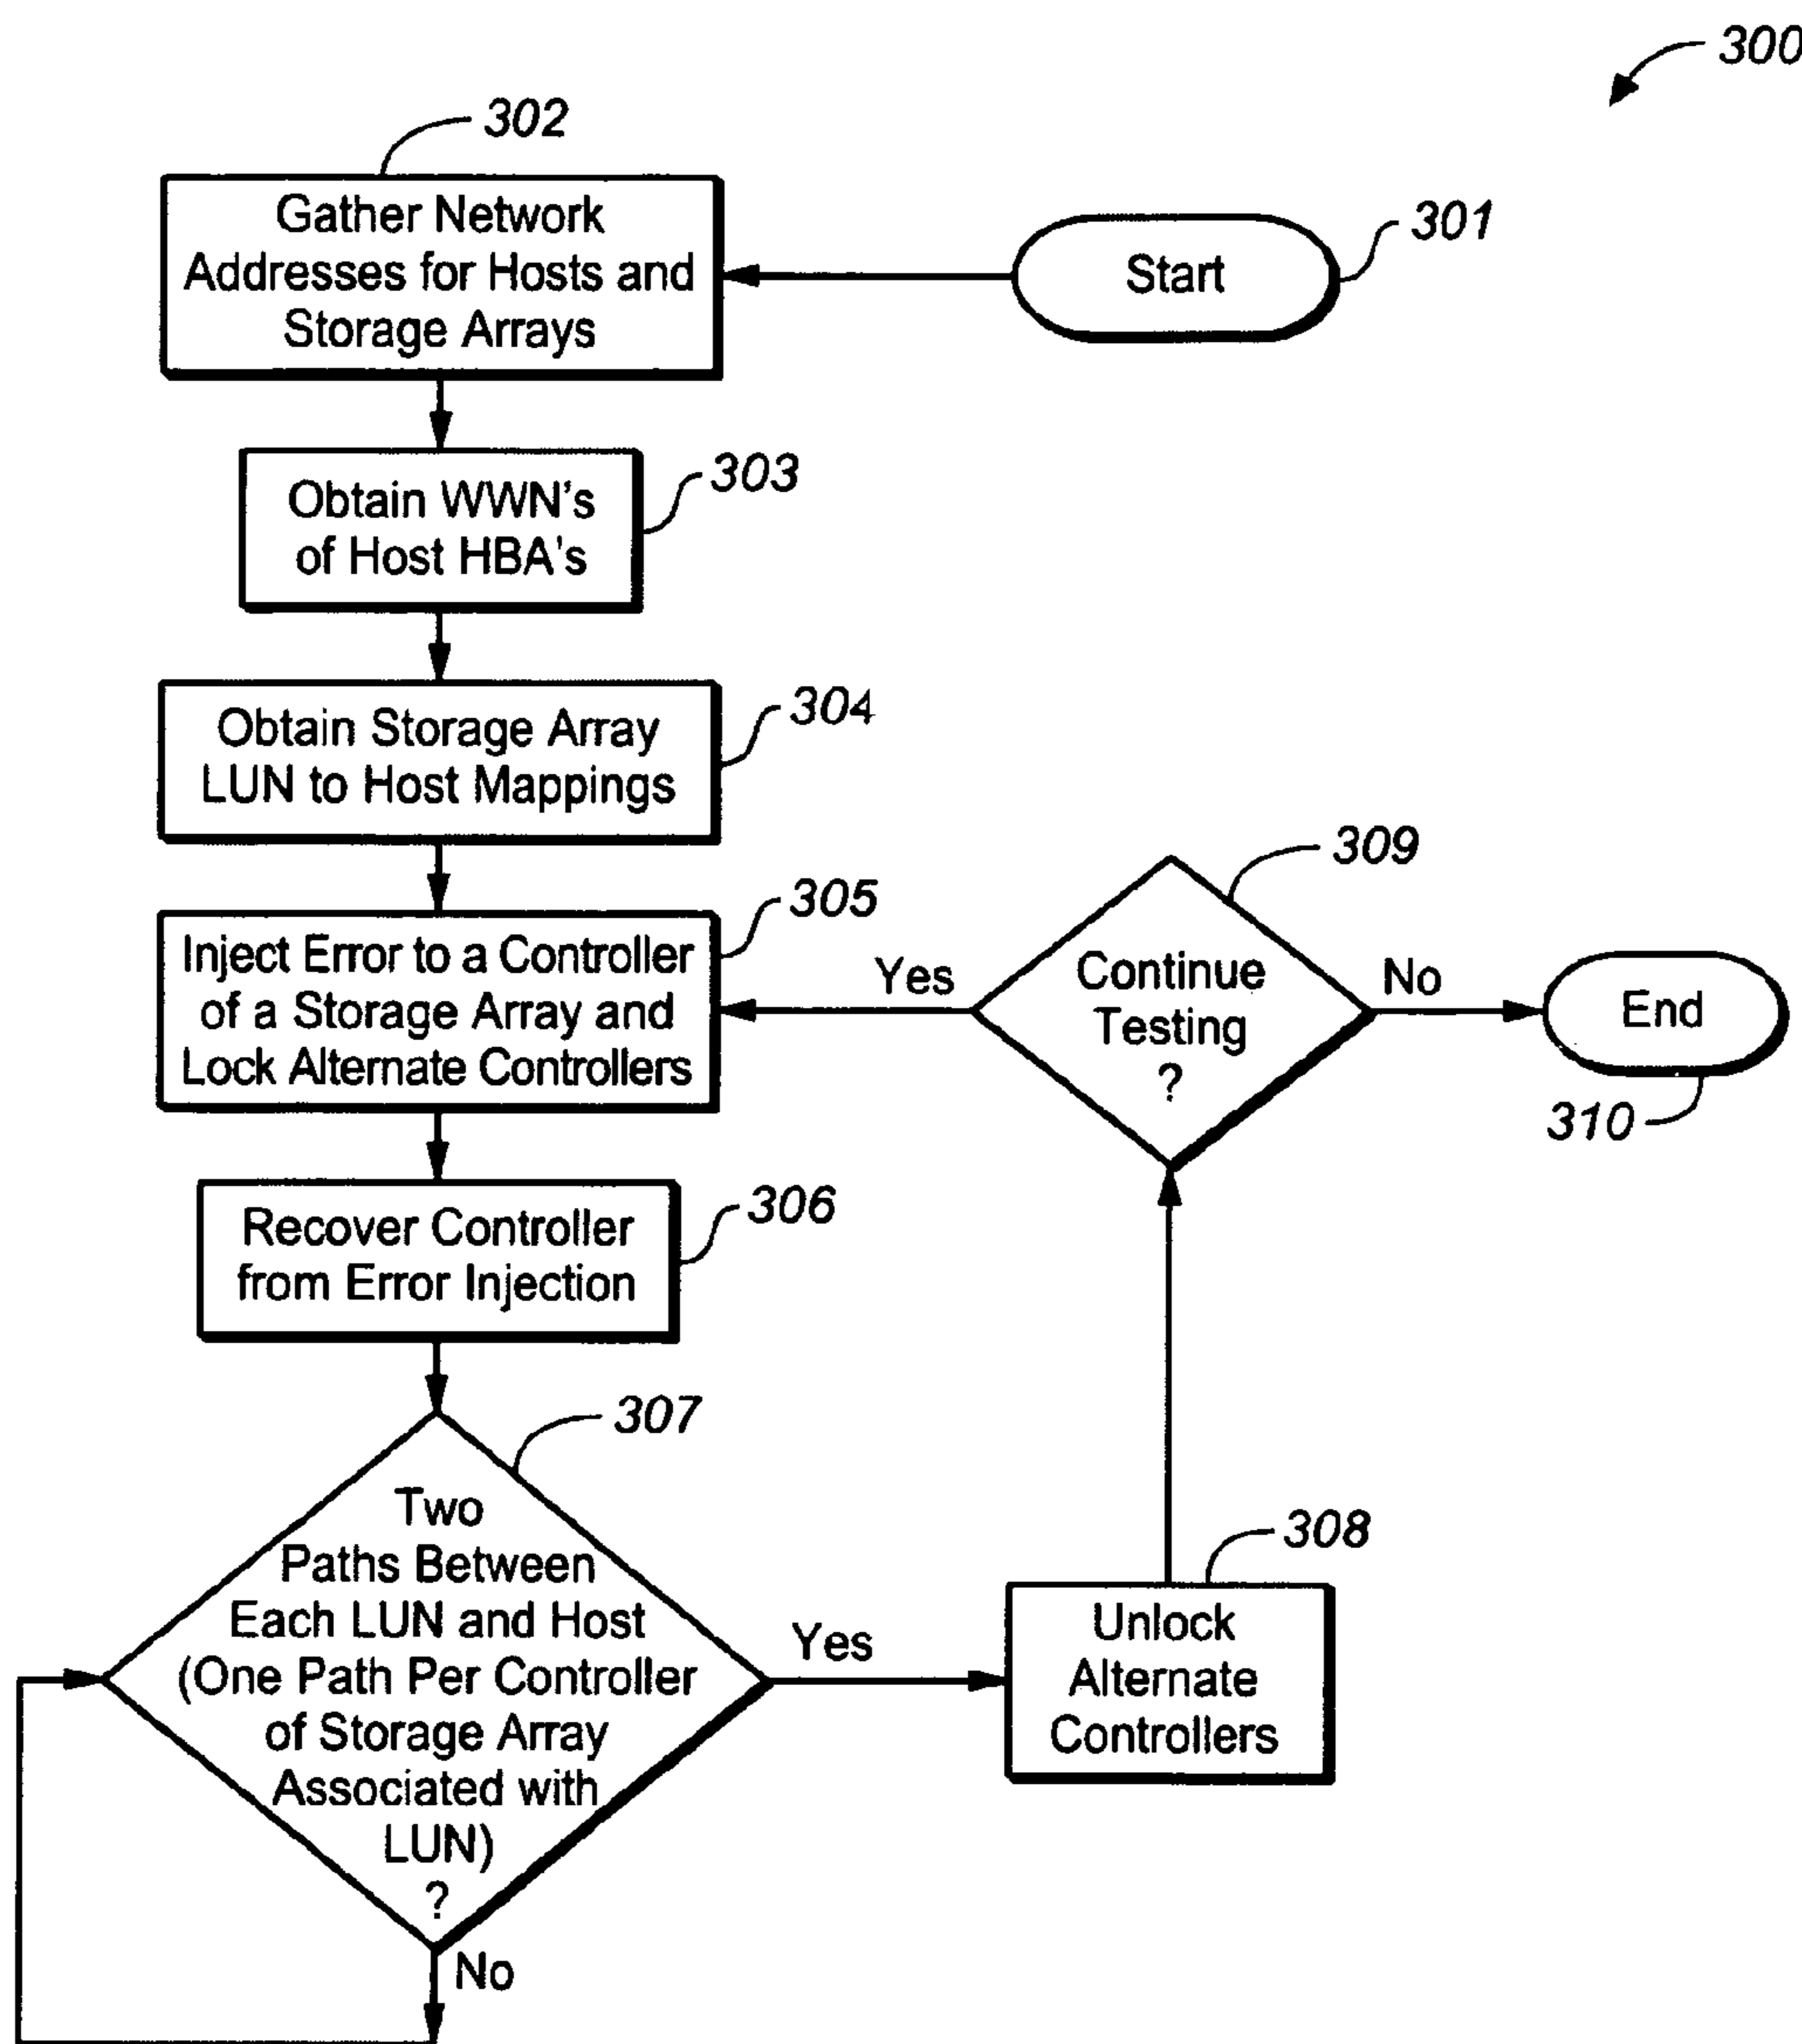 300
302
Gather Network
Addresses for Hosts and
Storage Arrays
Start
301
Obtain WWN's
of Host HBA's
303
Obtain Storage Array
LUN to Host Mappings
304
Inject Error to a Controller
of a Storage Array and
Lock Alternate Controllers
305
Recover Controller
from Error Injection
306
307
Two
Paths Between
Each LUN and Host
(One Path Per Controller
of Storage Array
Associated with
LUN)
?
No
Yes
308
Unlock
Alternate
Controllers
309
Continue
Testing
?
Yes
No
End
310